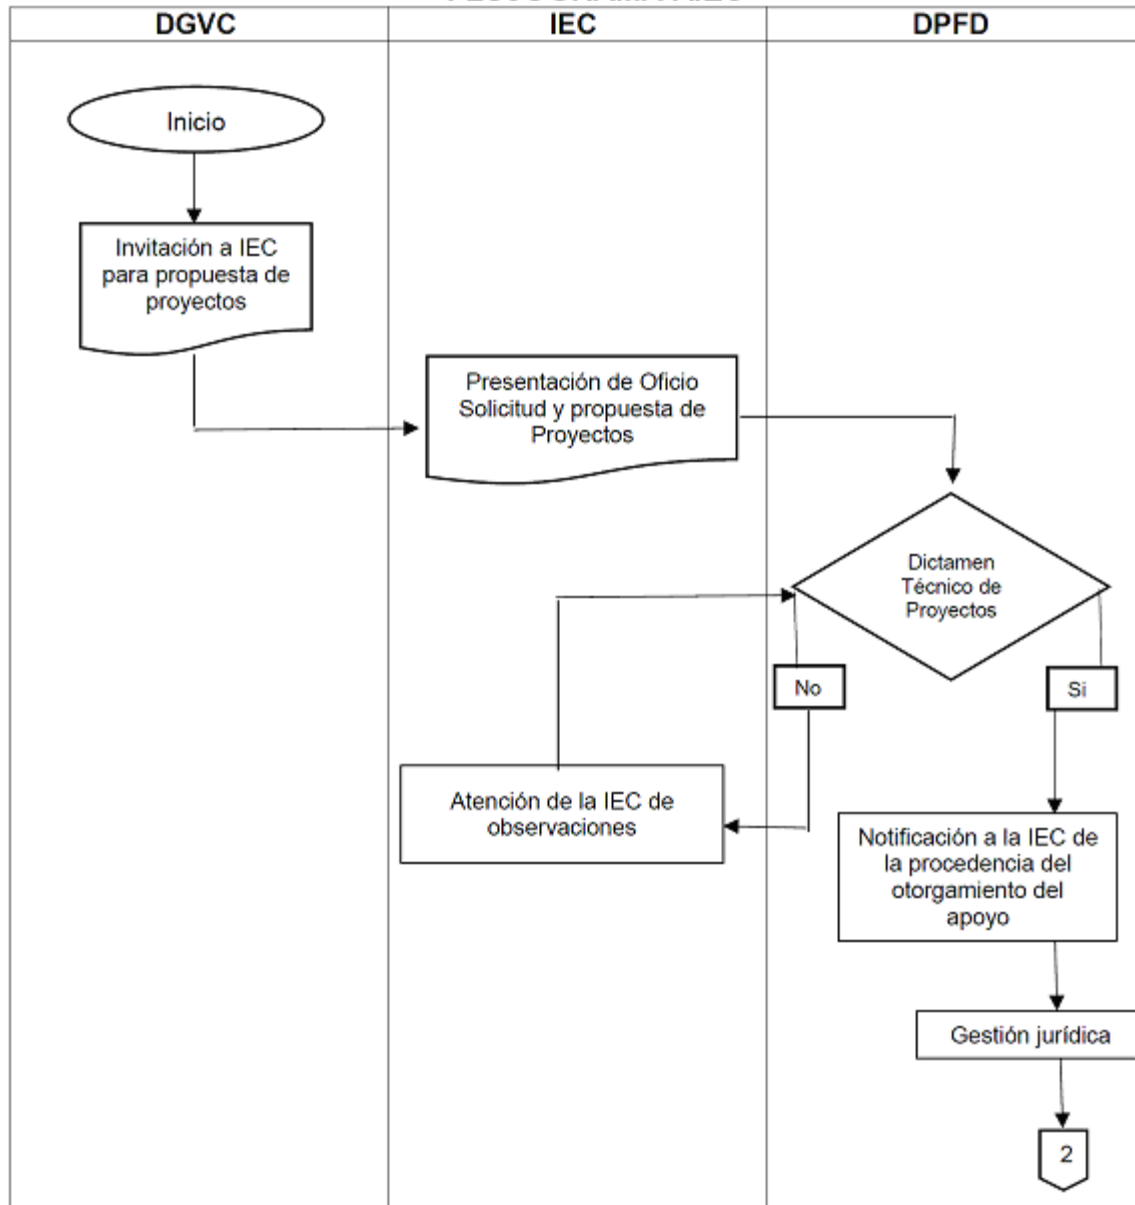 DGVC
IEC
DPFD
Inicio
Invitación a IEC
para propuesta de
proyectos
Presentación de Oficio
Solicitud y propuesta de
Proyectos
Dictamen
Técnico de
Proyectos
No
Si
Atención de la IEC de
observaciones
Notificación a la IEC de
la procedencia del
otorgamiento del
apoyo
Gestión jurídica
2